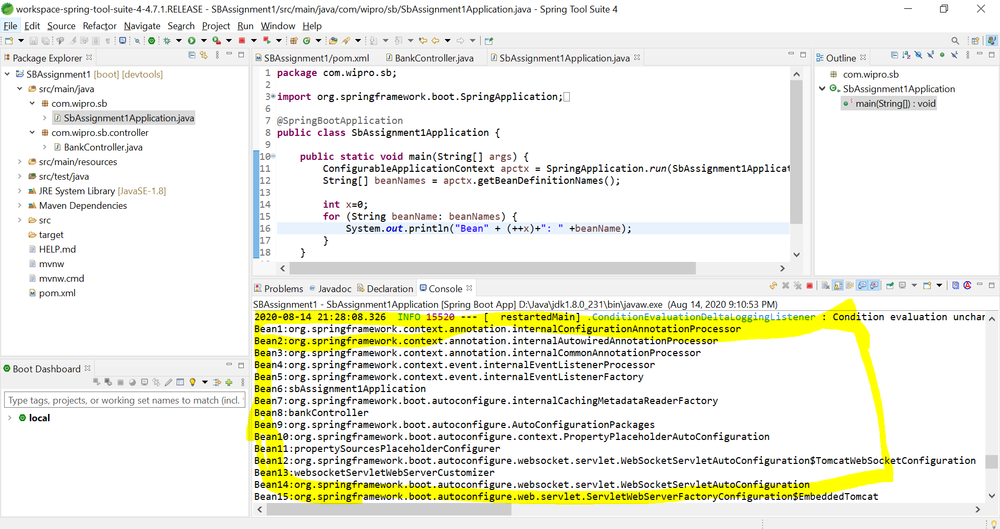 workspace-spring-tool-suite-4-4.7.1.RELEASE - SBAssignment1/src/main/java/com/wipro/sb/SbAssignment1Application.java - Spring Tool Suite 4
File Edit Source Refactor Navigate Search Project Run Window Help
Package Explorer
SBAssignment1 [boot] [devtools]
src/main/java
com.wipro.sb
SbAssignment1Application.java
com.wipro.sb.controller
BankController.java
src/main/resources
src/test/java
JRE System Library [JavaSE-1.8]
Maven Dependencies
src
target
HELP.md
mvnw
mvnw.cmd
pom.xml
Boot Dashboard
Type tags, projects, or working set names to match (incl.
local
SBAssignment1/pom.xml BankController.java SbAssignment1Application.java
1 package com.wipro.sb;
2
3 import org.springframework.boot.SpringApplication;
6
7 @SpringBootApplication
8 public class SbAssignment1Application {
9
10 public static void main(String[] args) {
11 ConfigurableApplicationContext apctx = SpringApplication.run(SbAssignment1Applicat
12 String[] beanNames = apctx.getBeanDefinitionNames();
13
14 int x=0;
15 for (String beanName: beanNames) {
16 System.out.println("Bean" + (++x)+": " +beanName);
17 }
18 }
Problems Javadoc Declaration Console
SBAssignment1 - SbAssignment1Application [Spring Boot App] D:\Java\jdk1.8.0_231\bin\javaw.exe (Aug 14, 2020 9:10:53 PM)
2020-08-14 21:28:08.326 INFO 15520 --- [ restartedMain] .ConditionEvaluationDeltaLoggingListener : Condition evaluation unchan
Bean1:org.springframework.context.annotation.internalConfigurationAnnotationProcessor
Bean2:org.springframework.context.annotation.internalAutowiredAnnotationProcessor
Bean3:org.springframework.context.annotation.internalCommonAnnotationProcessor
Bean4:org.springframework.context.event.internalEventListenerProcessor
Bean5:org.springframework.context.event.internalEventListenerFactory
Bean6:sbAssignment1Application
Bean7:org.springframework.boot.autoconfigure.internalCachingMetadataReaderFactory
Bean8:bankController
Bean9:org.springframework.boot.autoconfigure.AutoConfigurationPackages
Bean10:org.springframework.boot.autoconfigure.context.PropertyPlaceholderAutoConfiguration
Bean11:propertySourcesPlaceholderConfigurer
Bean12:org.springframework.boot.autoconfigure.websocket.servlet.WebSocketServletAutoConfiguration$TomcatWebSocketConfiguration
Bean13:websocketServletWebServerCustomizer
Bean14:org.springframework.boot.autoconfigure.websocket.servlet.WebSocketServletAutoConfiguration
Bean15:org.springframework.boot.autoconfigure.web.servlet.ServletWebServerFactoryConfiguration$EmbeddedTomcat
Outline
com.wipro.sb
SbAssignment1Application
main(String[]) : void